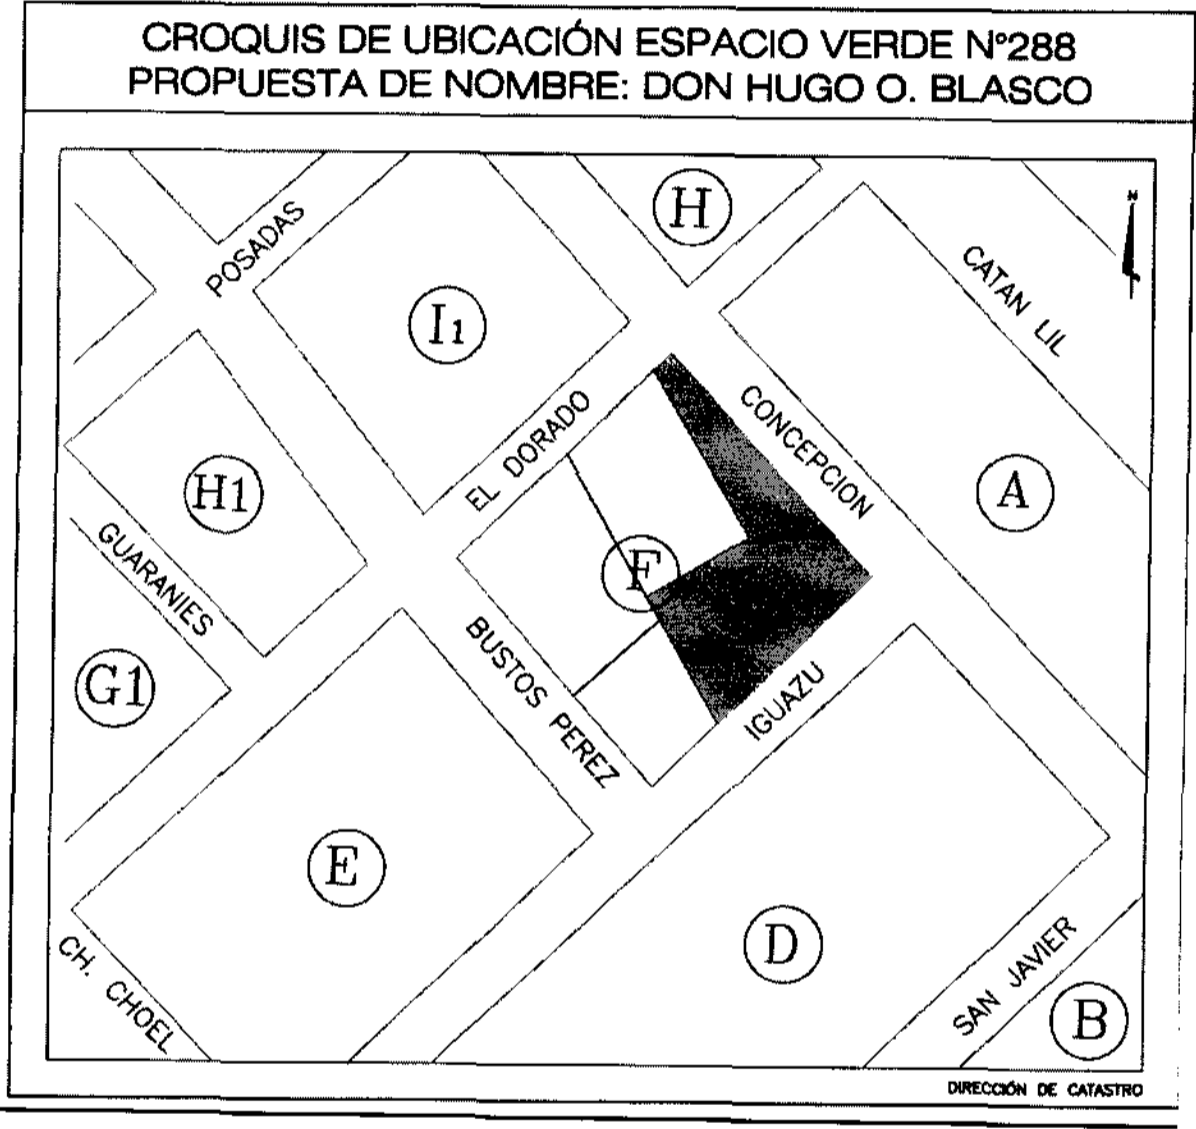 CROQUIS DE UBICACIÓN ESPACIO VERDE Nº288
PROPUESTA DE NOMBRE: DON HUGO O. BLASCO
H
N
POSADAS
CATAN LIL
I1
EL DORADO
CONCEPCION
H1
A
GUARANIES
F
BUSTOS PEREZ
G1
IGUAZU
E
D
CH. CHOEL
SAN JAVIER
B
DIRECCIÓN DE CATASTRO